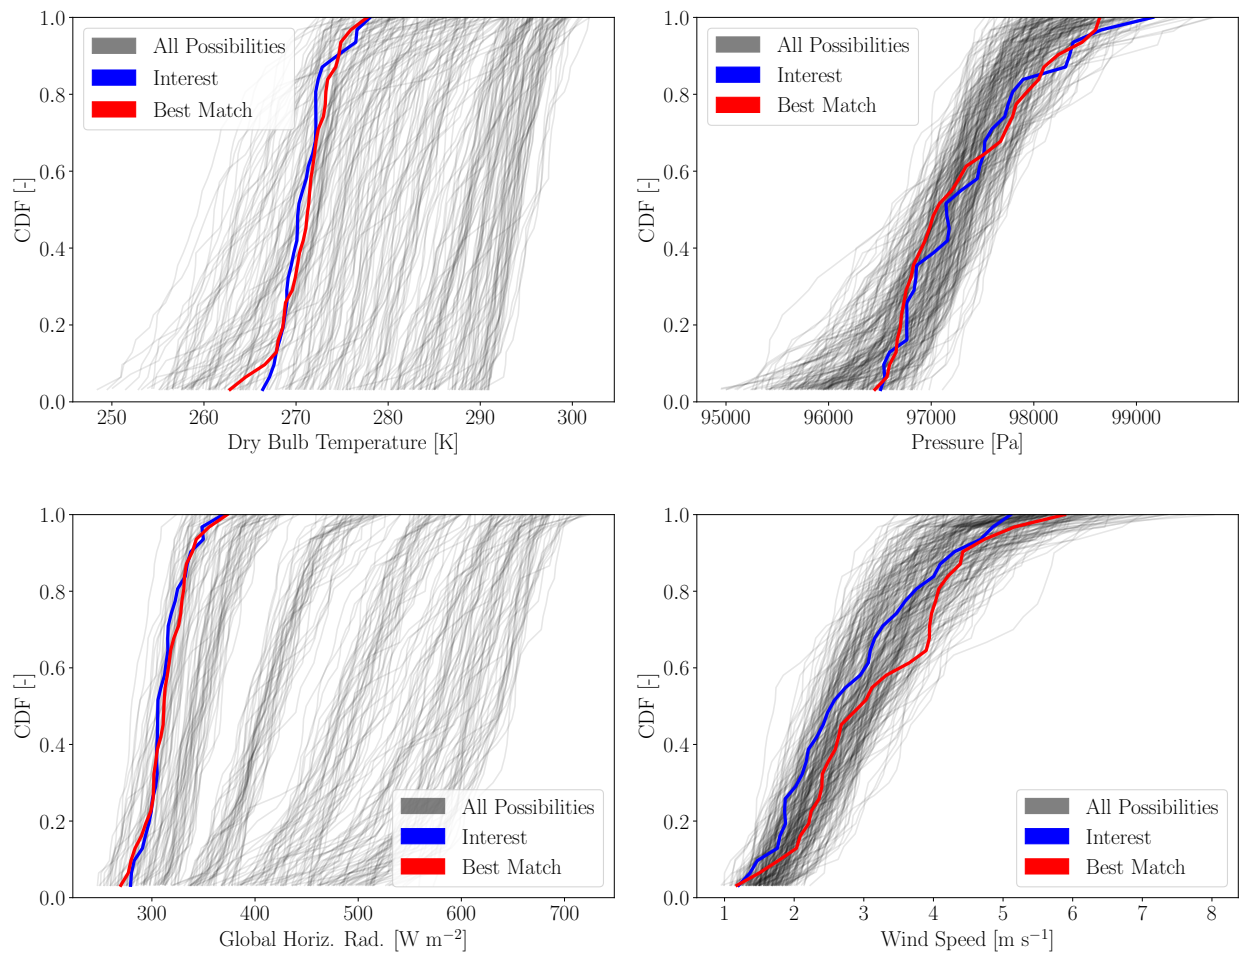 1.0
0.8
0.6
0.4
0.2
0.0
CDF [-]
All Possibilities
Interest
Best Match
250 260 270 280 290 300
Dry Bulb Temperature [K]
1.0
0.8
0.6
0.4
0.2
0.0
CDF [-]
All Possibilities
Interest
Best Match
95000 96000 97000 98000 99000
Pressure [Pa]
1.0
0.8
0.6
0.4
0.2
0.0
CDF [-]
All Possibilities
Interest
Best Match
300 400 500 600 700
Global Horiz. Rad. [W m⁻²]
1.0
0.8
0.6
0.4
0.2
0.0
CDF [-]
All Possibilities
Interest
Best Match
1 2 3 4 5 6 7 8
Wind Speed [m s⁻¹]